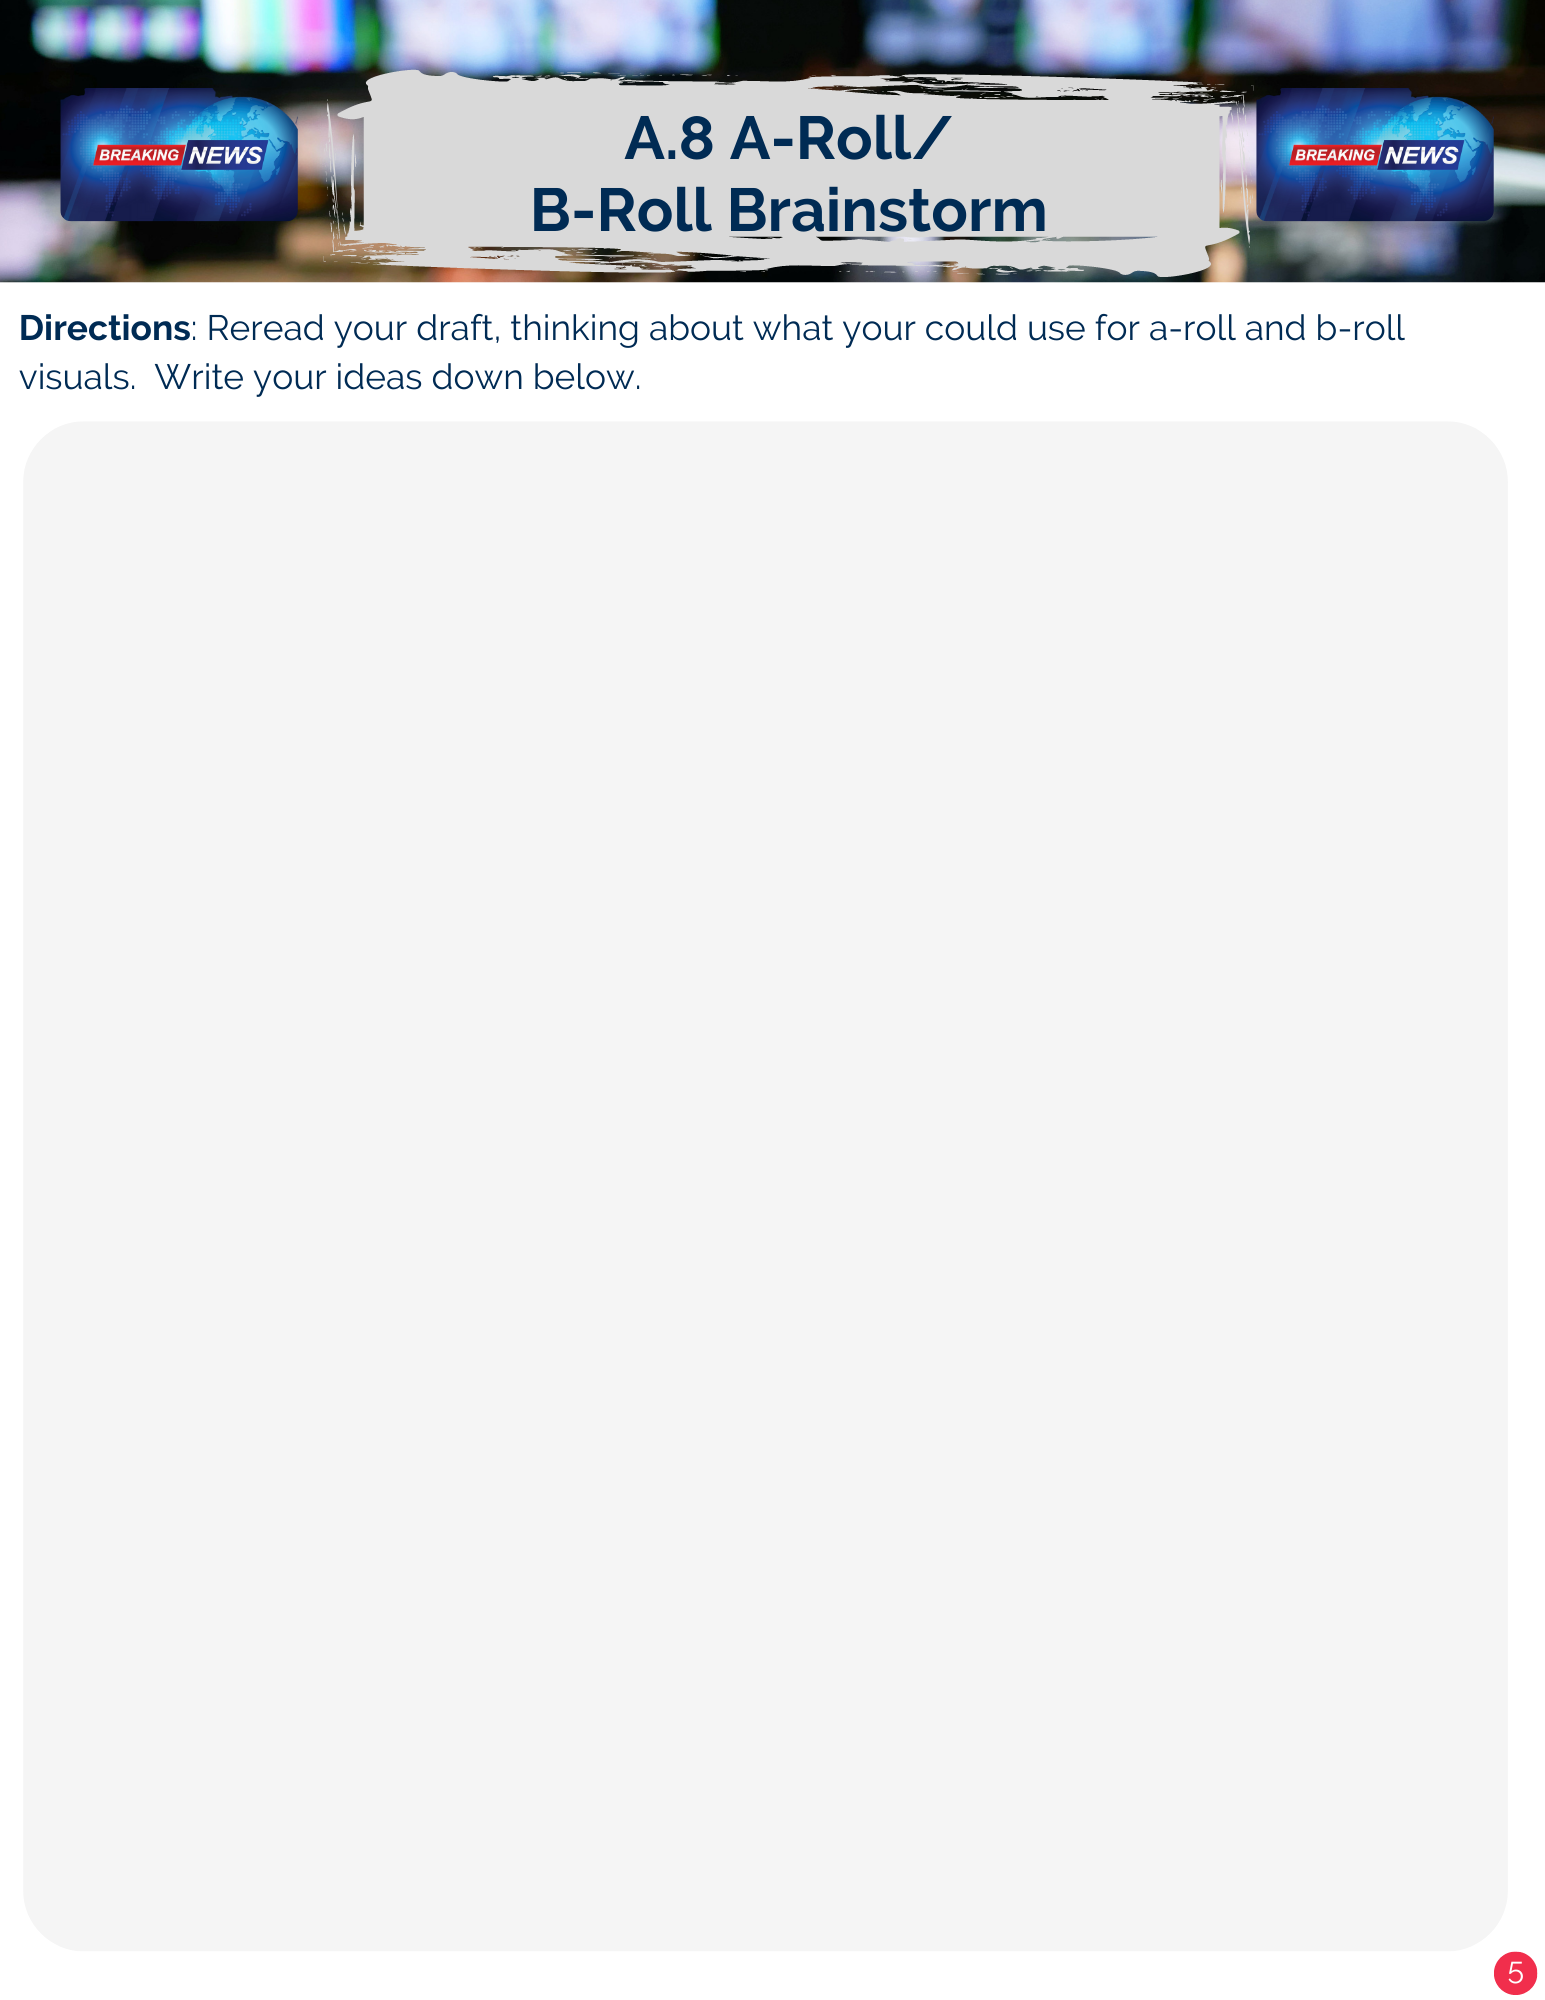 BREAKING NEWS
A.8 A-Roll/
B-Roll Brainstorm
BREAKING NEWS
Directions: Reread your draft, thinking about what your could use for a-roll and b-roll
visuals.  Write your ideas down below.
5